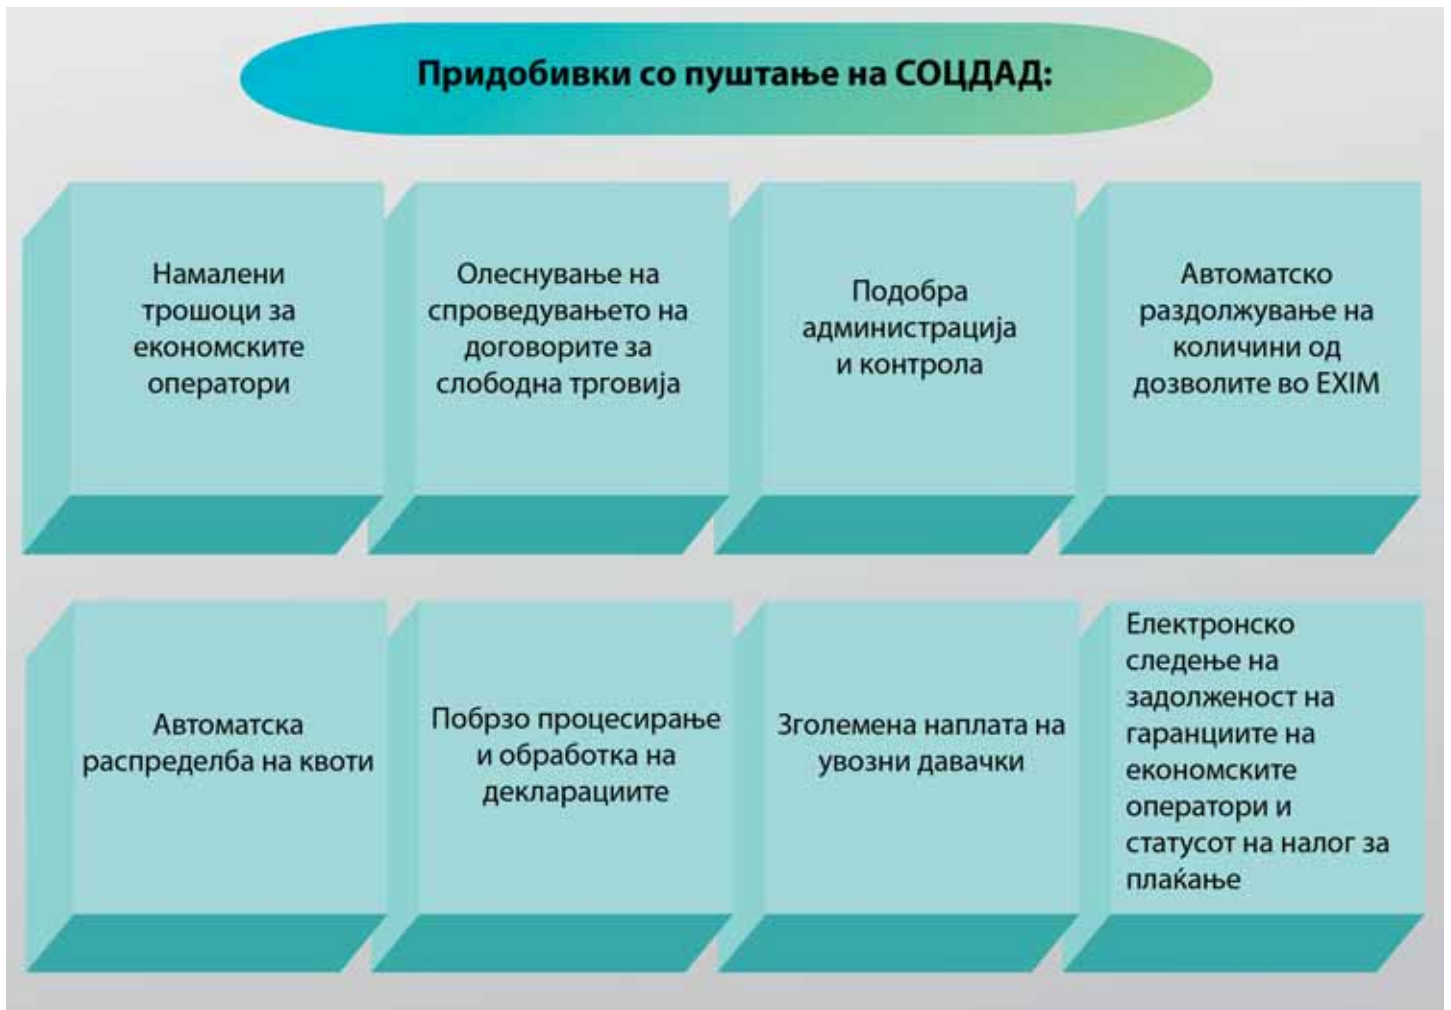 Придобивки со пуштање на СОЦДАД:
Намалени
трошоци за
економските
оператори
Олеснување на
спроведувањето на
договорите за
слободна трговија
Подобра
администрација
и контрола
Автоматско
раздолжување на
количини од
дозволите во EXIM
Автоматска
распределба на квоти
Побрзо процесирање
и обработка на
декларациите
Зголемена наплата на
увозни давачки
Електронско
следење на
задолженост на
гаранциите на
економските
оператори и
статусот на налог за
плаќање